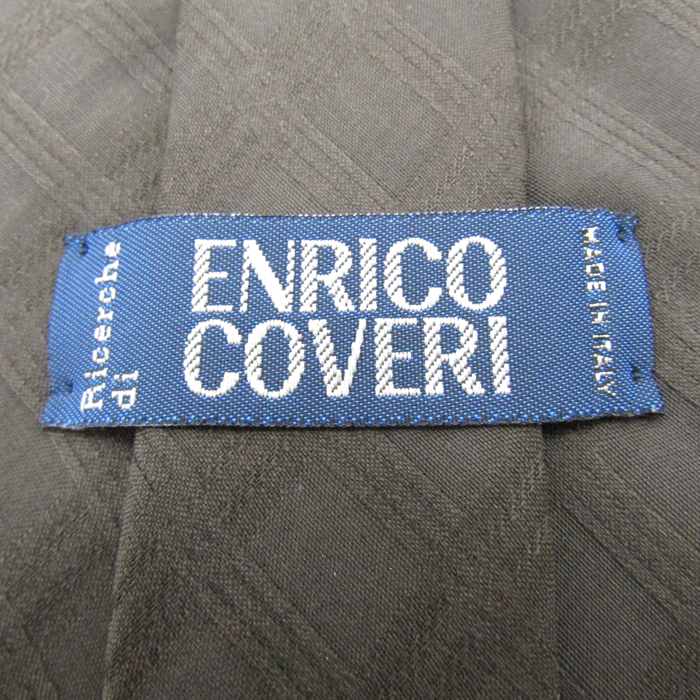 Ricerche
di
ENRICO
COVERI
MADE IN ITALY